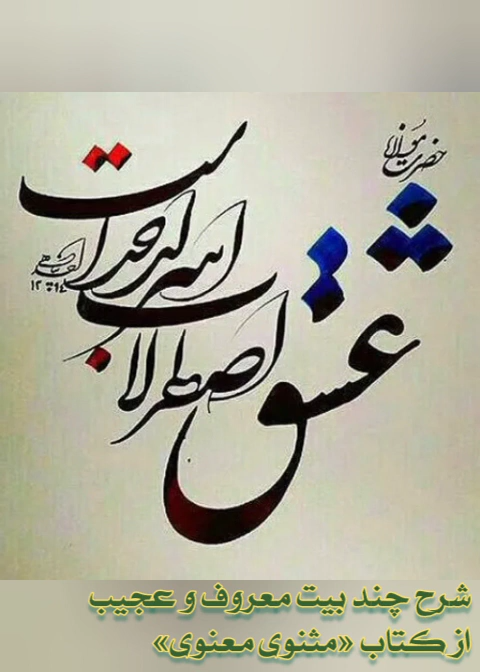 حضرت مولانا
عشق اصطرلاب اسرار خداست
شرح چند بیت معروف و عجیب
از کتاب «مثنوی معنوی»